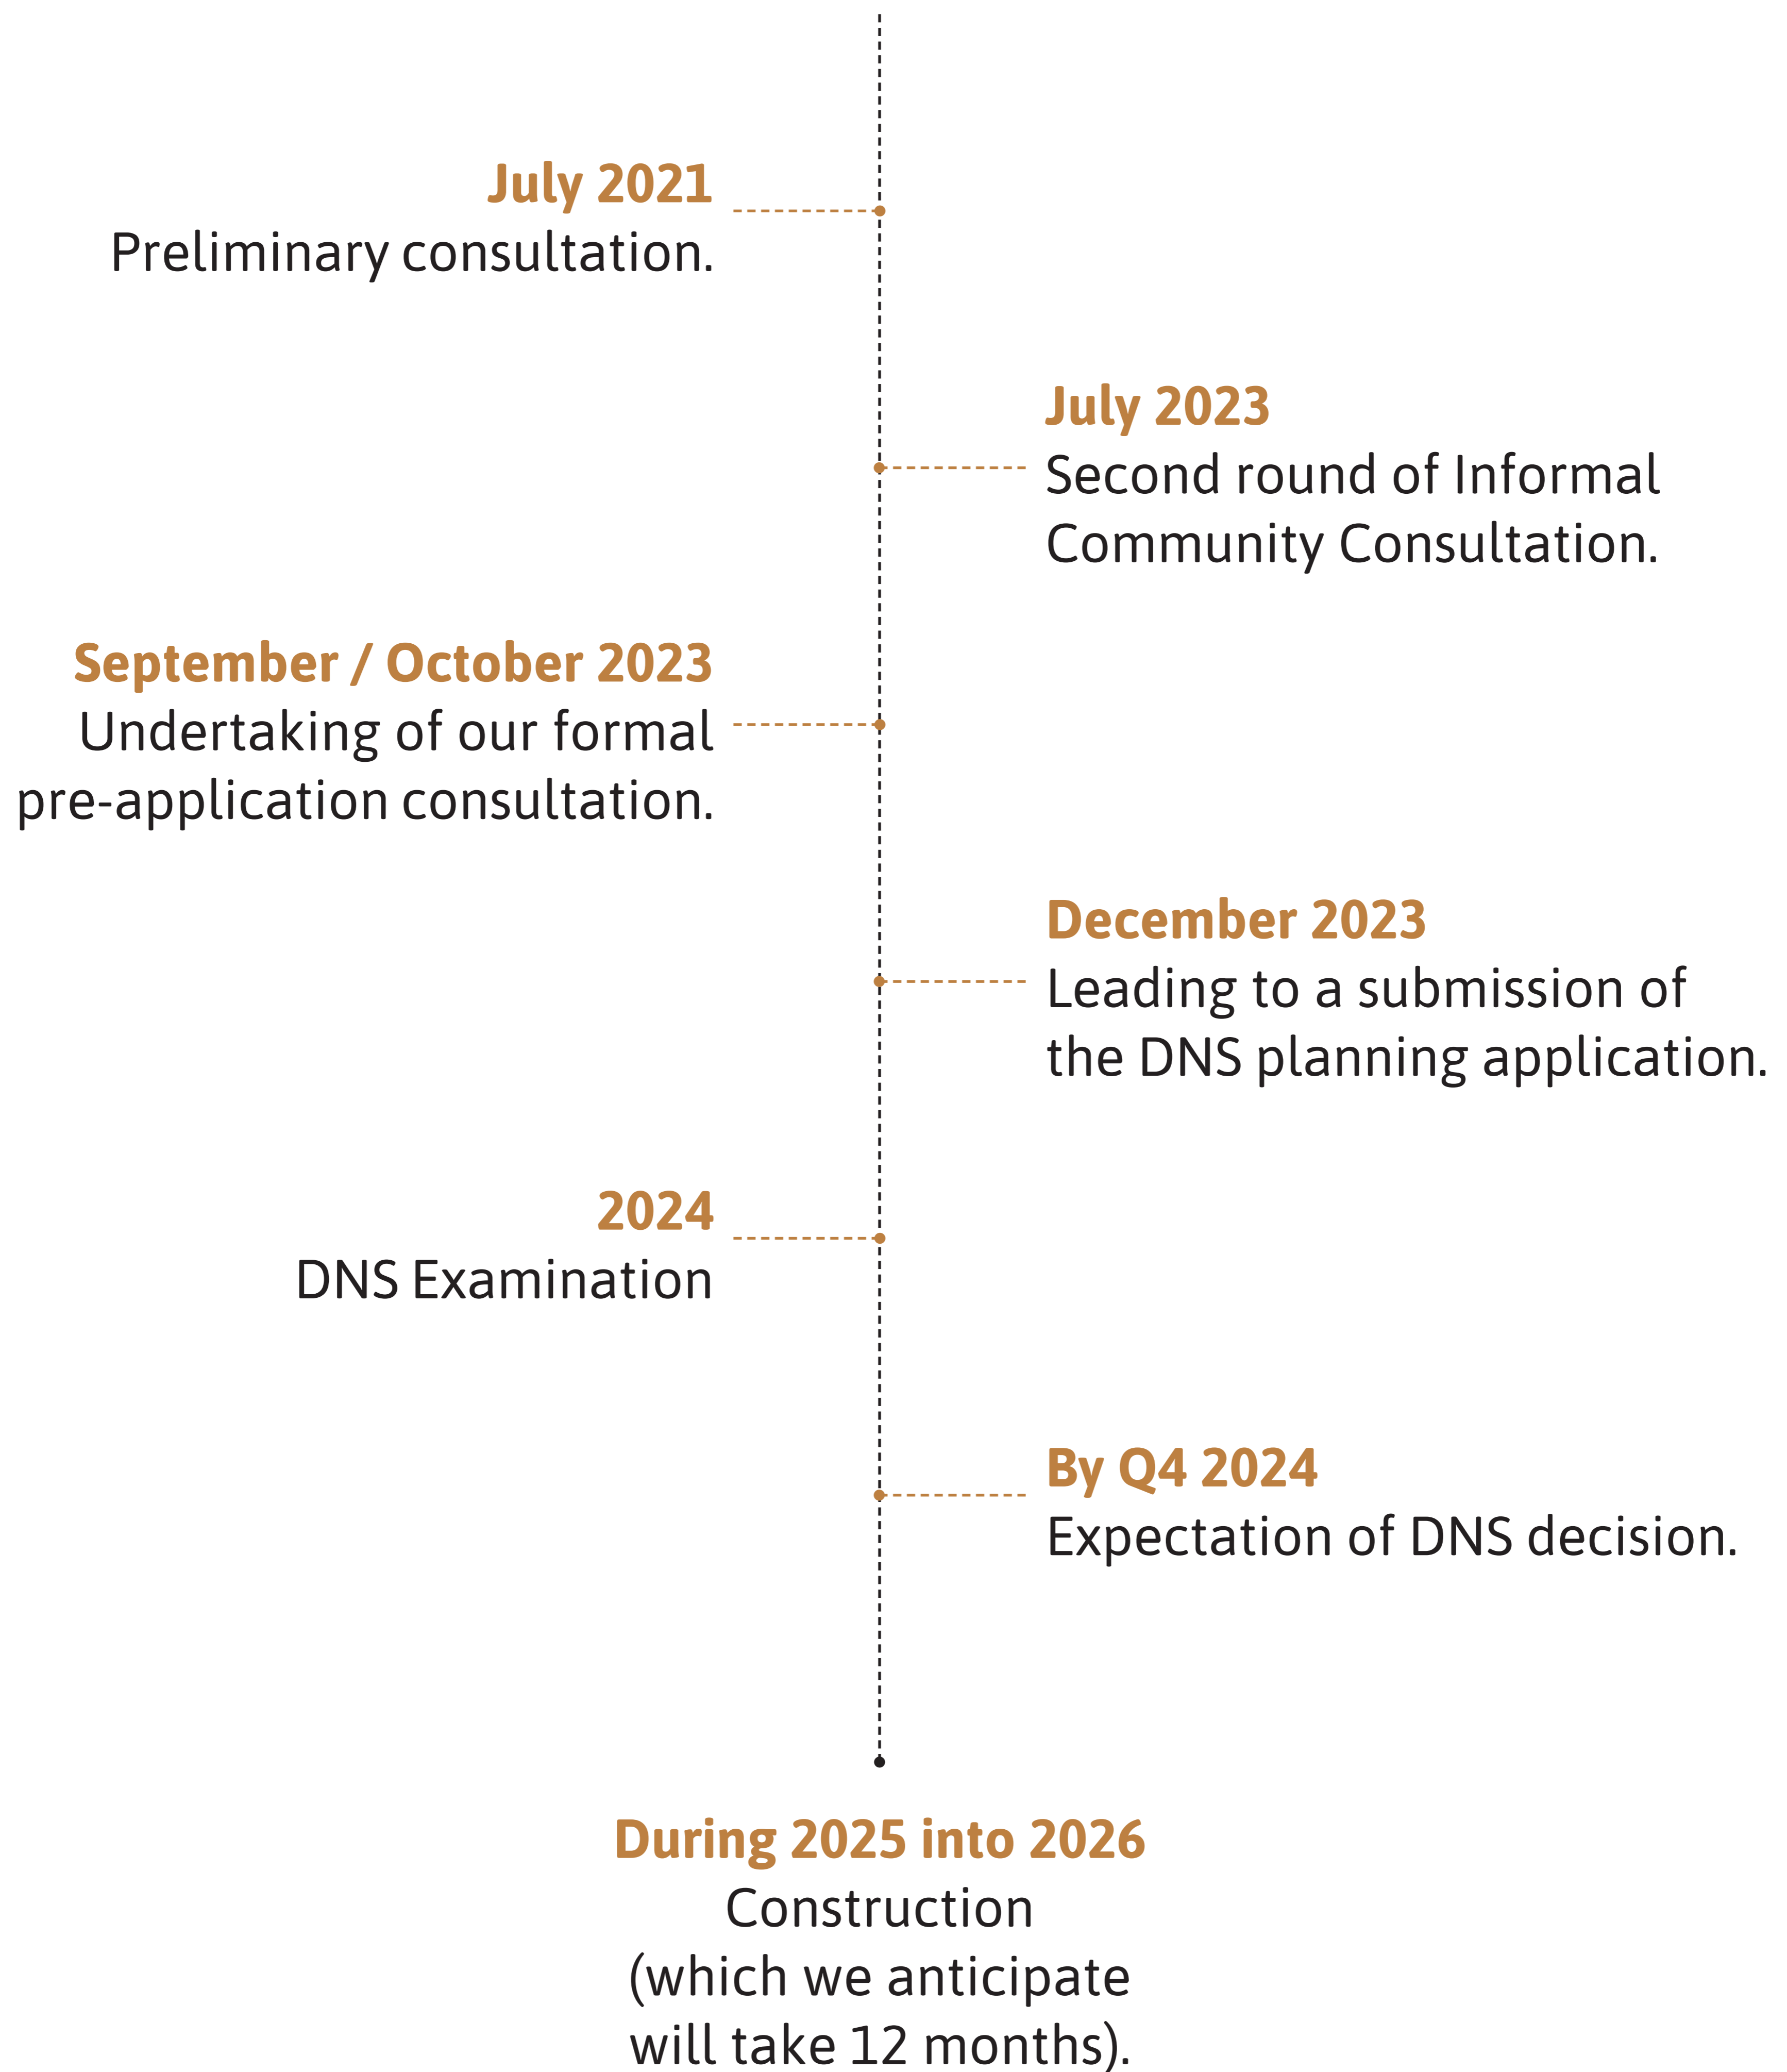 July 2021
Preliminary consultation.
July 2023
Second round of Informal
Community Consultation.
September / October 2023
Undertaking of our formal
pre-application consultation.
December 2023
Leading to a submission of
the DNS planning application.
2024
DNS Examination
By Q4 2024
Expectation of DNS decision.
During 2025 into 2026
Construction
(which we anticipate
will take 12 months).